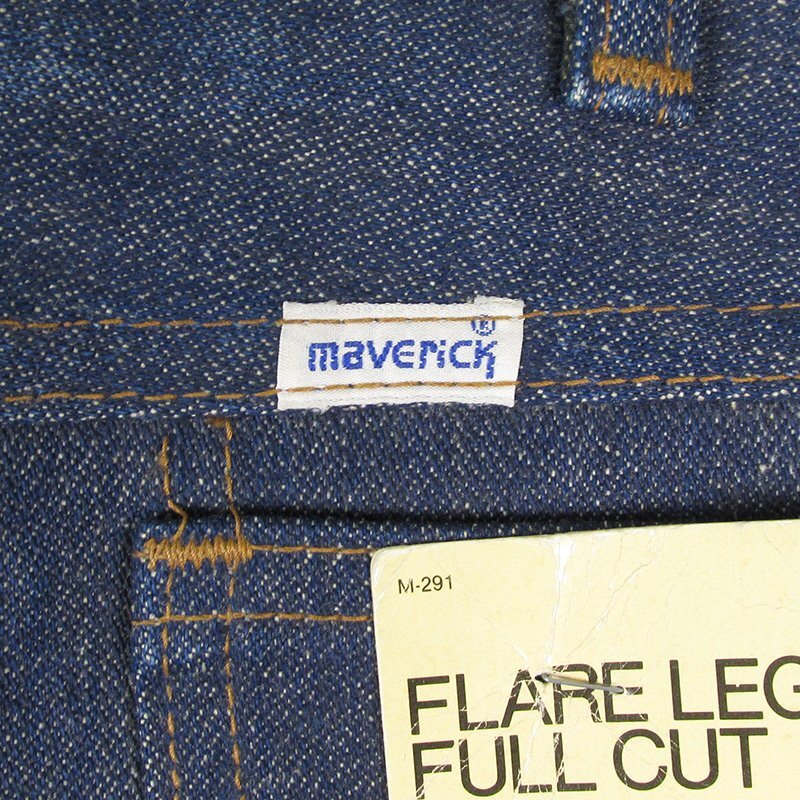 ®
maverick
M-291
FLARE LEG
FULL CUT